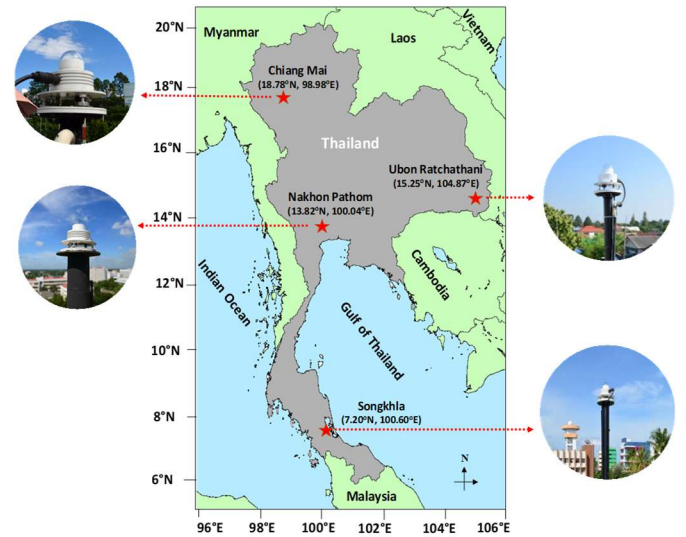 20°N
18°N
16°N
14°N
12°N
10°N
8°N
6°N
Myanmar
Laos
Vietnam
Chiang Mai
(18.78°N, 98.98°E)
Thailand
Ubon Ratchathani
(15.25°N, 104.87°E)
Nakhon Pathom
(13.82°N, 100.04°E)
Cambodia
Indian Ocean
Gulf of Thailand
Songkhla
(7.20°N, 100.60°E)
N
Malaysia
96°E 98°E 100°E 102°E 104°E 106°E